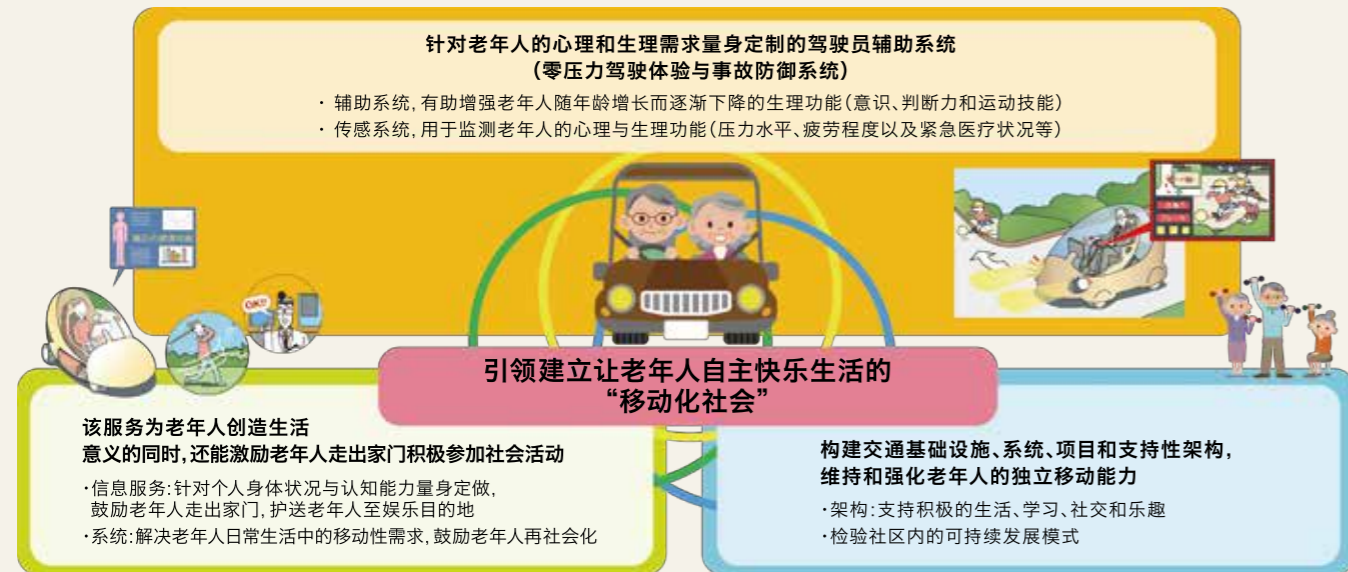 针对老年人的心理和生理需求量身定制的驾驶员辅助系统
（零压力驾驶体验与事故防御系统）
· 辅助系统，有助增强老年人随年龄增长而逐渐下降的生理功能（意识、判断力和运动技能）
· 传感系统，用于监测老年人的心理与生理功能（压力水平、疲劳程度以及紧急医疗状况等）
OK!!
引领建立让老年人自主快乐生活的
“移动化社会”
该服务为老年人创造生活
意义的同时，还能激励老年人走出家门积极参加社会活动
·信息服务：针对个人身体状况与认知能力量身定做，
鼓励老年人走出家门，护送老年人至娱乐目的地
·系统：解决老年人日常生活中的移动性需求，鼓励老年人再社会化
构建交通基础设施、系统、项目和支持性架构，
维持和强化老年人的独立移动能力
·架构：支持积极的生活、学习、社交和乐趣
·检验社区内的可持续发展模式